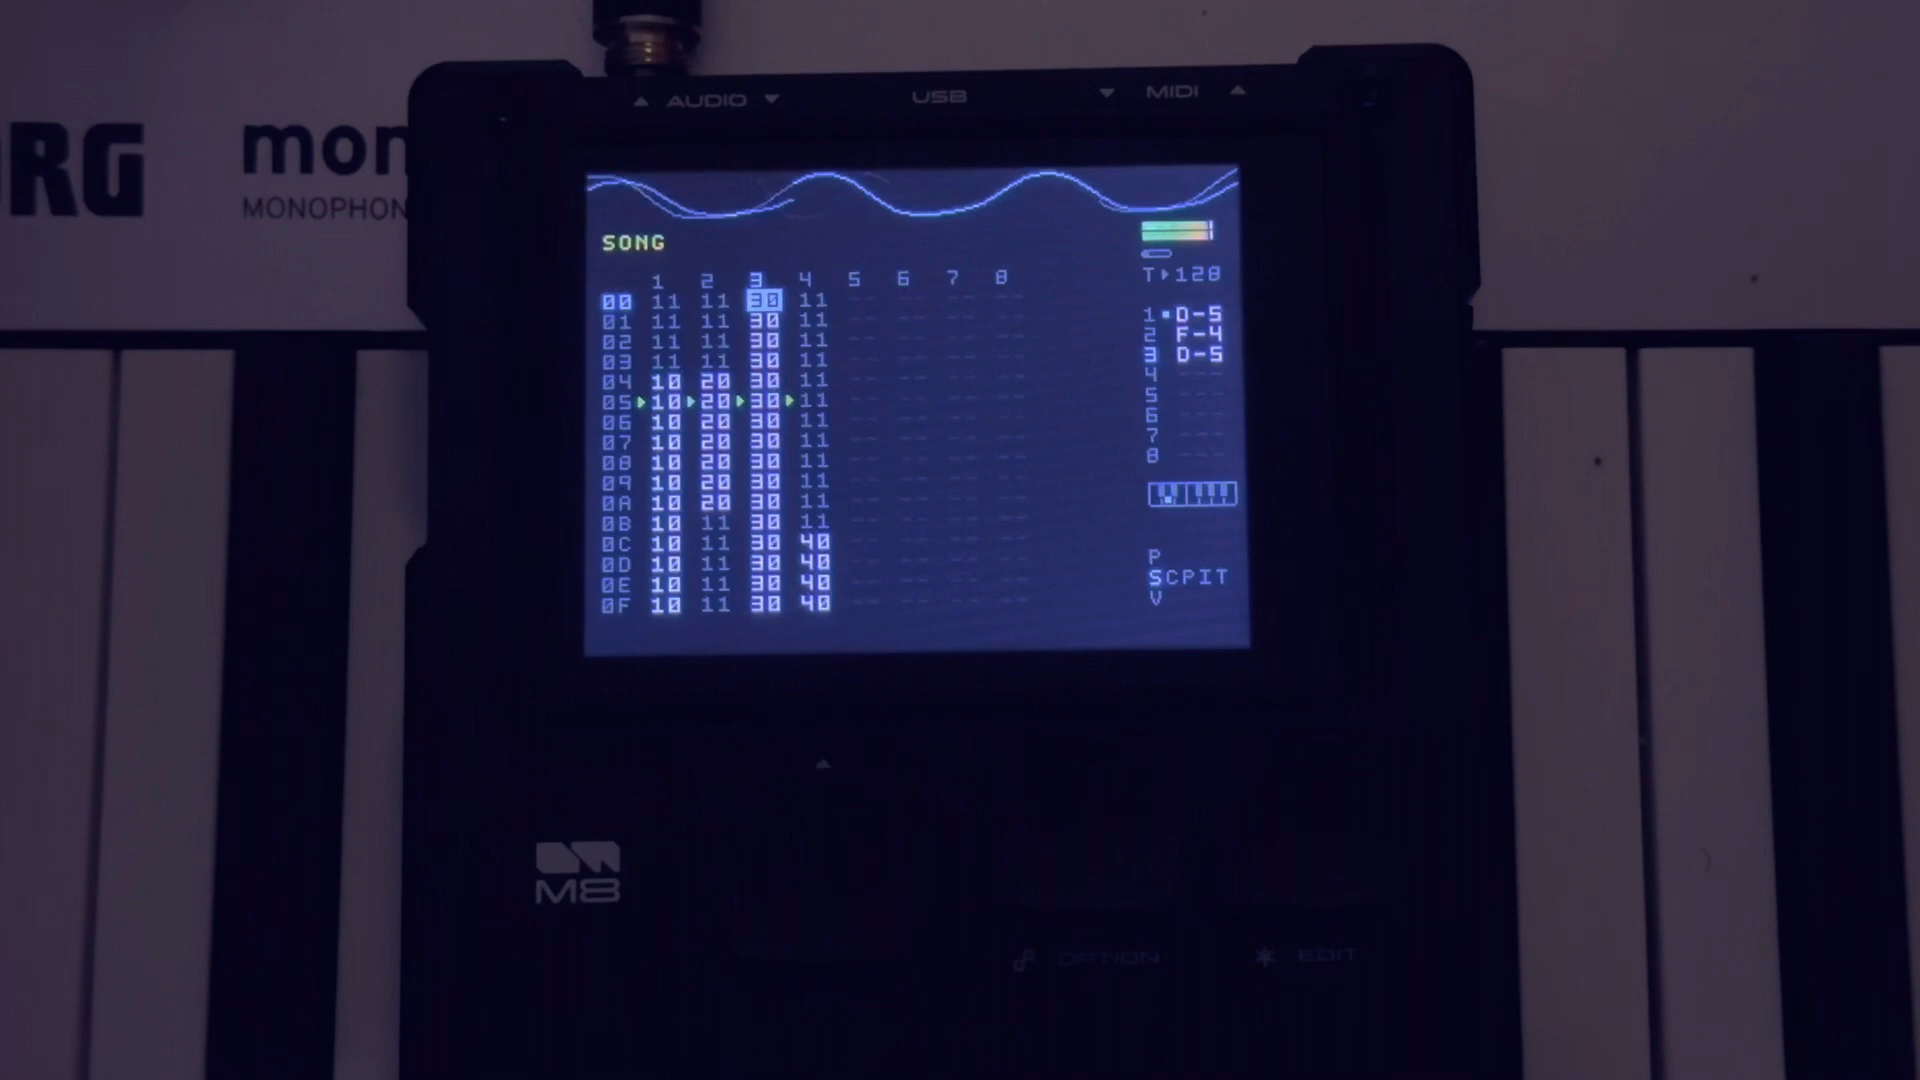 AUDIO USB MIDI
ORG mon
MONOPHON
SONG
T 128
1 2 3 4 5 6 7 8
00 11 11 30 11 -- -- -- --
01 11 11 30 11 -- -- -- --
02 11 11 30 11 -- -- -- --
03 11 11 30 11 -- -- -- --
04 10 20 30 11 -- -- -- --
05 10 20 30 11 -- -- -- --
06 10 20 30 11 -- -- -- --
07 10 20 30 11 -- -- -- --
08 10 20 30 11 -- -- -- --
09 10 20 30 11 -- -- -- --
0A 10 20 30 11 -- -- -- --
0B 10 11 30 11 -- -- -- --
0C 10 11 30 40 -- -- -- --
0D 10 11 30 40 -- -- -- --
0E 10 11 30 40 -- -- -- --
0F 10 11 30 40 -- -- -- --
1 D-5
2 F-4
3 D-5
4 ---
5 ---
6 ---
7 ---
8 ---
P
SCPIT
V
M8
OPTION EDIT